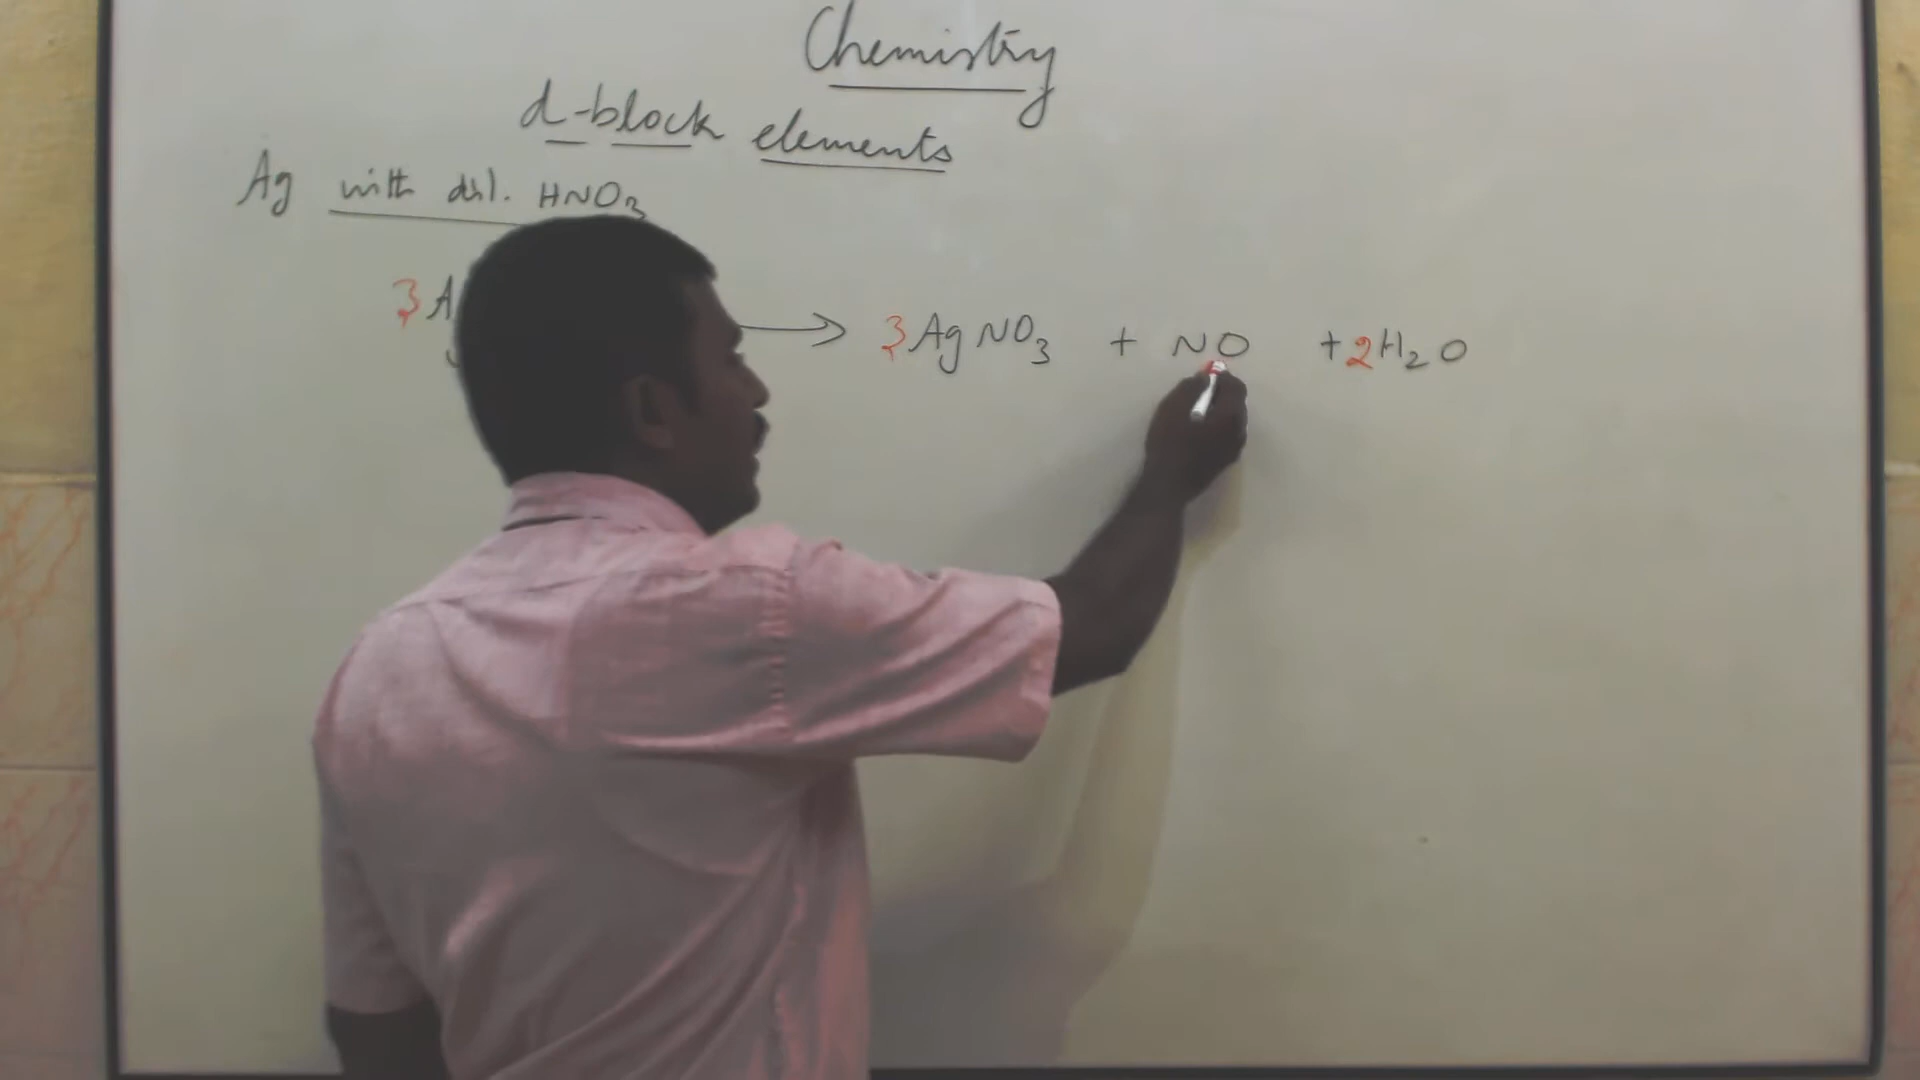 Chemistry
d-block elements
Ag with dil. HNO3
3A → 3AgNO3 + NO + 2H2O